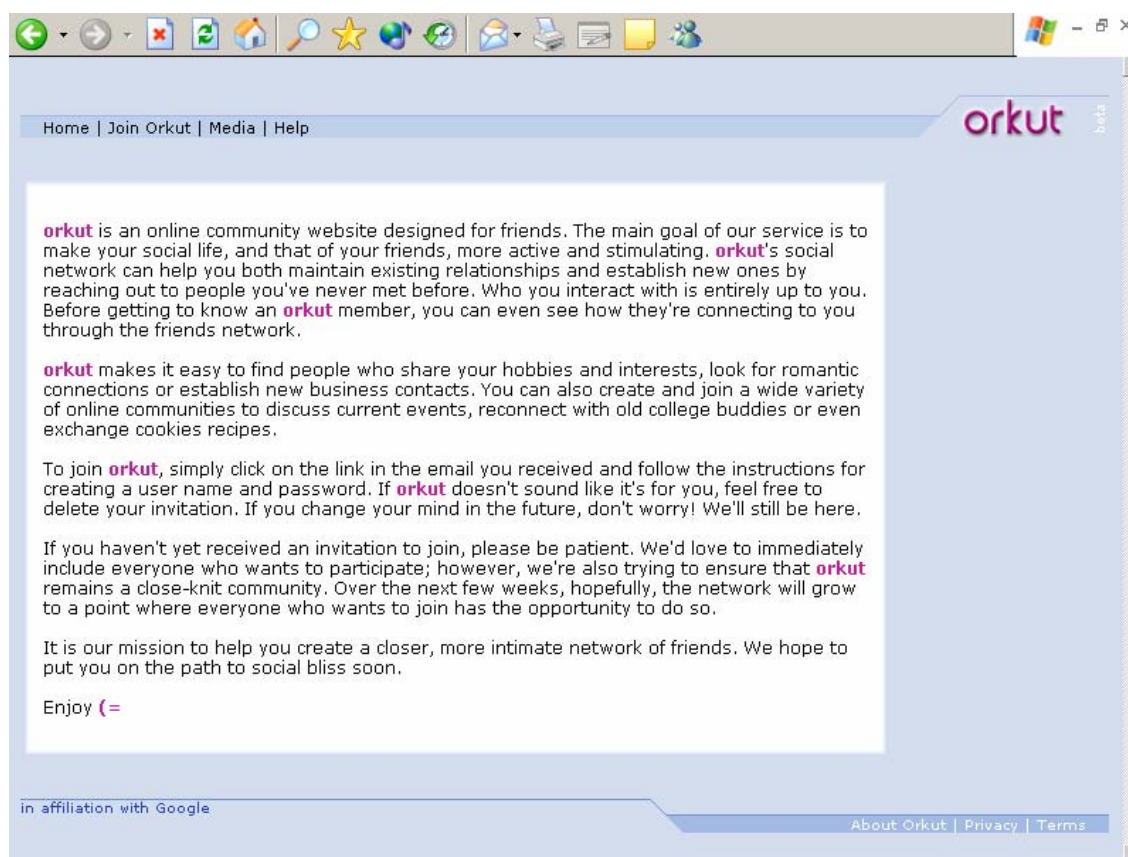 orkut
beta
Home | Join Orkut | Media | Help
orkut is an online community website designed for friends. The main goal of our service is to
make your social life, and that of your friends, more active and stimulating. orkut's social
network can help you both maintain existing relationships and establish new ones by
reaching out to people you've never met before. Who you interact with is entirely up to you.
Before getting to know an orkut member, you can even see how they're connecting to you
through the friends network.
orkut makes it easy to find people who share your hobbies and interests, look for romantic
connections or establish new business contacts. You can also create and join a wide variety
of online communities to discuss current events, reconnect with old college buddies or even
exchange cookies recipes.
To join orkut, simply click on the link in the email you received and follow the instructions for
creating a user name and password. If orkut doesn't sound like it's for you, feel free to
delete your invitation. If you change your mind in the future, don't worry! We'll still be here.
If you haven't yet received an invitation to join, please be patient. We'd love to immediately
include everyone who wants to participate; however, we're also trying to ensure that orkut
remains a close-knit community. Over the next few weeks, hopefully, the network will grow
to a point where everyone who wants to join has the opportunity to do so.
It is our mission to help you create a closer, more intimate network of friends. We hope to
put you on the path to social bliss soon.
Enjoy (=
in affiliation with Google
About Orkut | Privacy | Terms